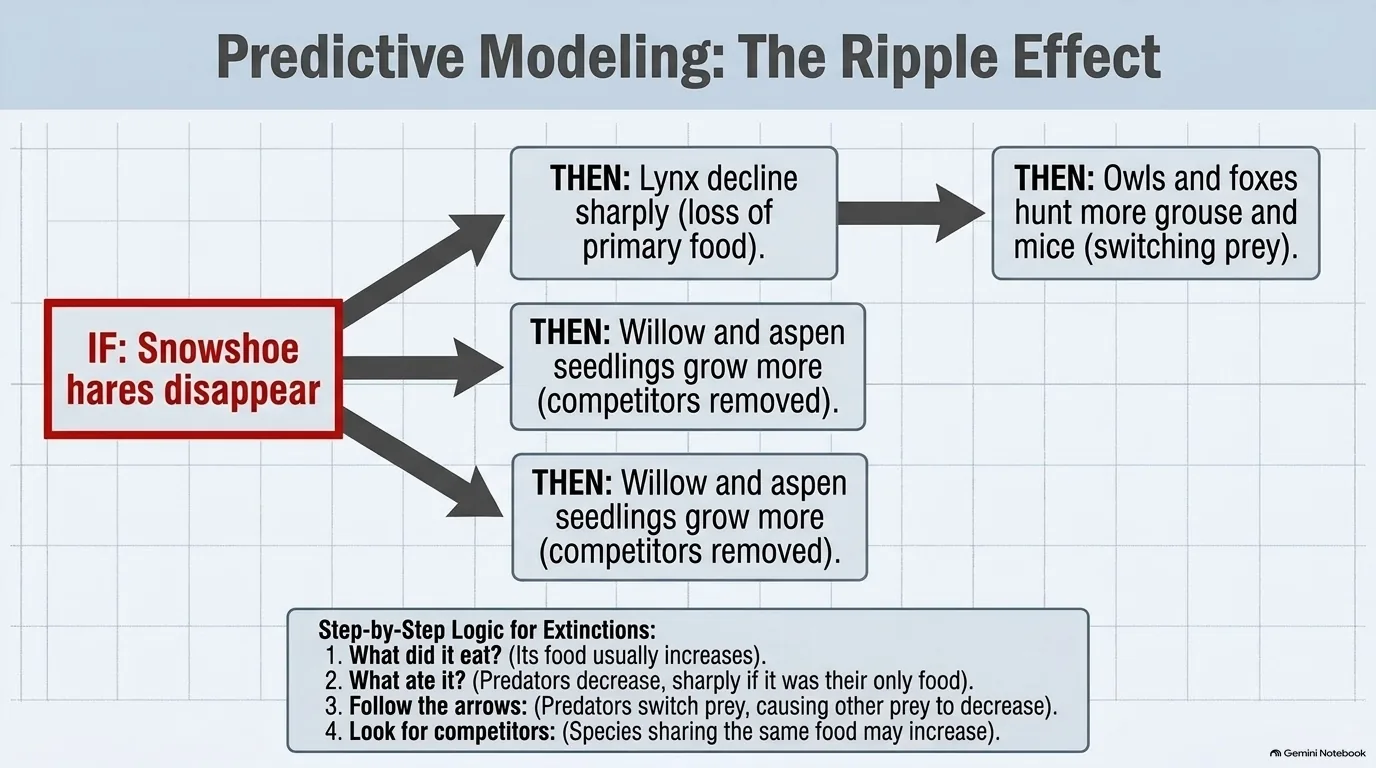 Predictive Modeling: The Ripple Effect
IF: Snowshoe
hares disappear
THEN: Lynx decline
sharply (loss of
primary food).
THEN: Owls and foxes
hunt more grouse and
mice (switching prey).
THEN: Willow and aspen
seedlings grow more
(competitors removed).
THEN: Willow and aspen
seedlings grow more
(competitors removed).
Step-by-Step Logic for Extinctions:
1. What did it eat? (Its food usually increases).
2. What ate it? (Predators decrease, sharply if it was their only food).
3. Follow the arrows: (Predators switch prey, causing other prey to decrease).
4. Look for competitors: (Species sharing the same food may increase).
Gemini Notebook